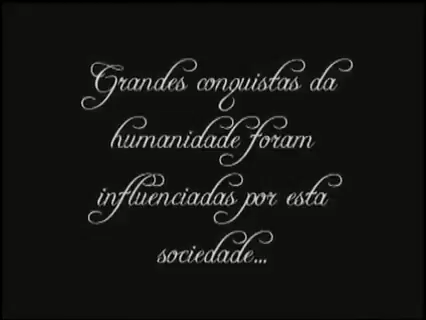 Grandes conquistas da
humanidade foram
influenciadas por esta
sociedade...